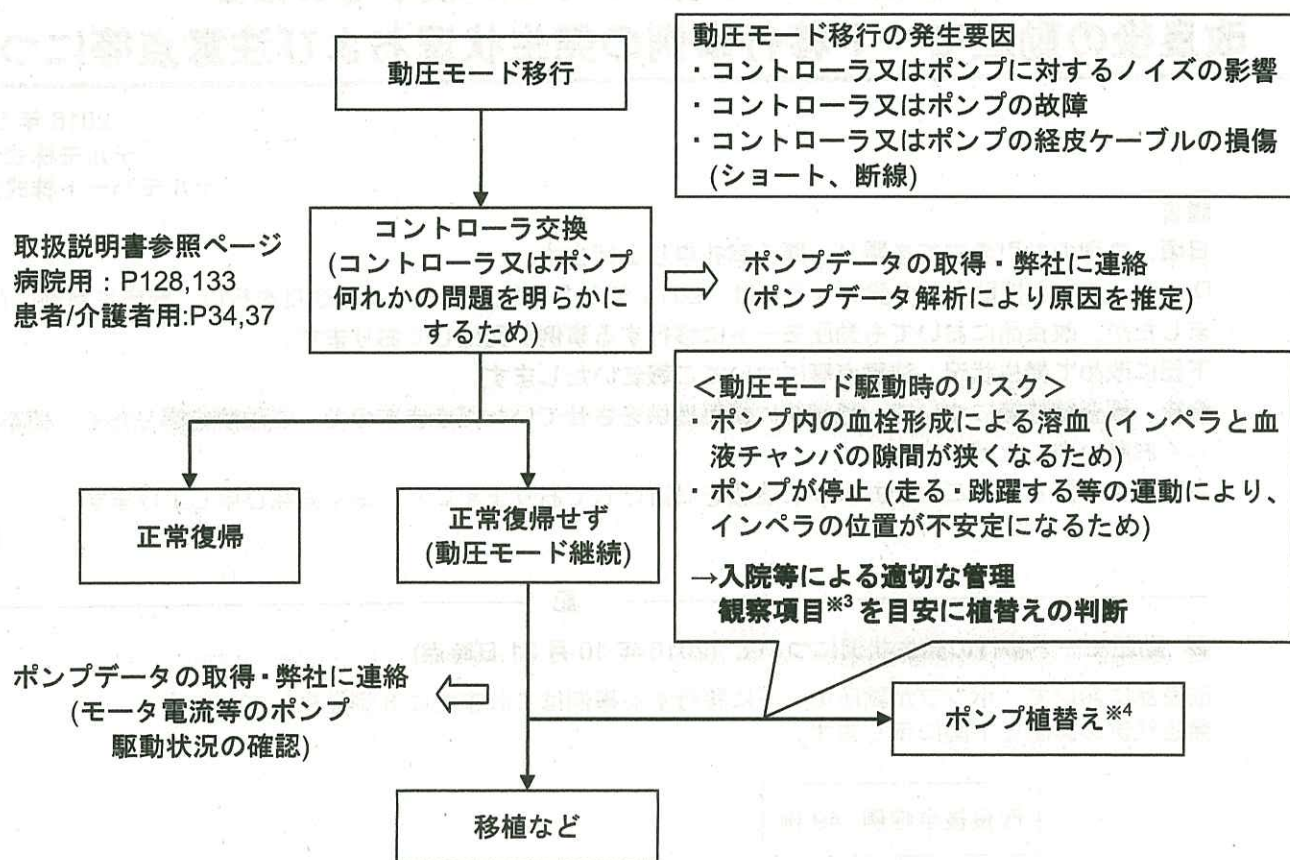 動圧モード移行
動圧モード移行の発生要因
・コントローラ又はポンプに対するノイズの影響
・コントローラ又はポンプの故障
・コントローラ又はポンプの経皮ケーブルの損傷
(ショート、断線)
取扱説明書参照ページ
病院用：P128,133
患者/介護者用:P34,37
コントローラ交換
(コントローラ又はポンプ
何れかの問題を明らかに
するため)
ポンプデータの取得・弊社に連絡
(ポンプデータ解析により原因を推定)
＜動圧モード駆動時のリスク＞
・ポンプ内の血栓形成による溶血 (インペラと血
液チャンバの隙間が狭くなるため)
・ポンプが停止 (走る・跳躍する等の運動により、
インペラの位置が不安定になるため)
→入院等による適切な管理
観察項目※3 を目安に植替えの判断
正常復帰
正常復帰せず
(動圧モード継続)
ポンプデータの取得・弊社に連絡
(モータ電流等のポンプ
駆動状況の確認)
ポンプ植替え※4
移植など